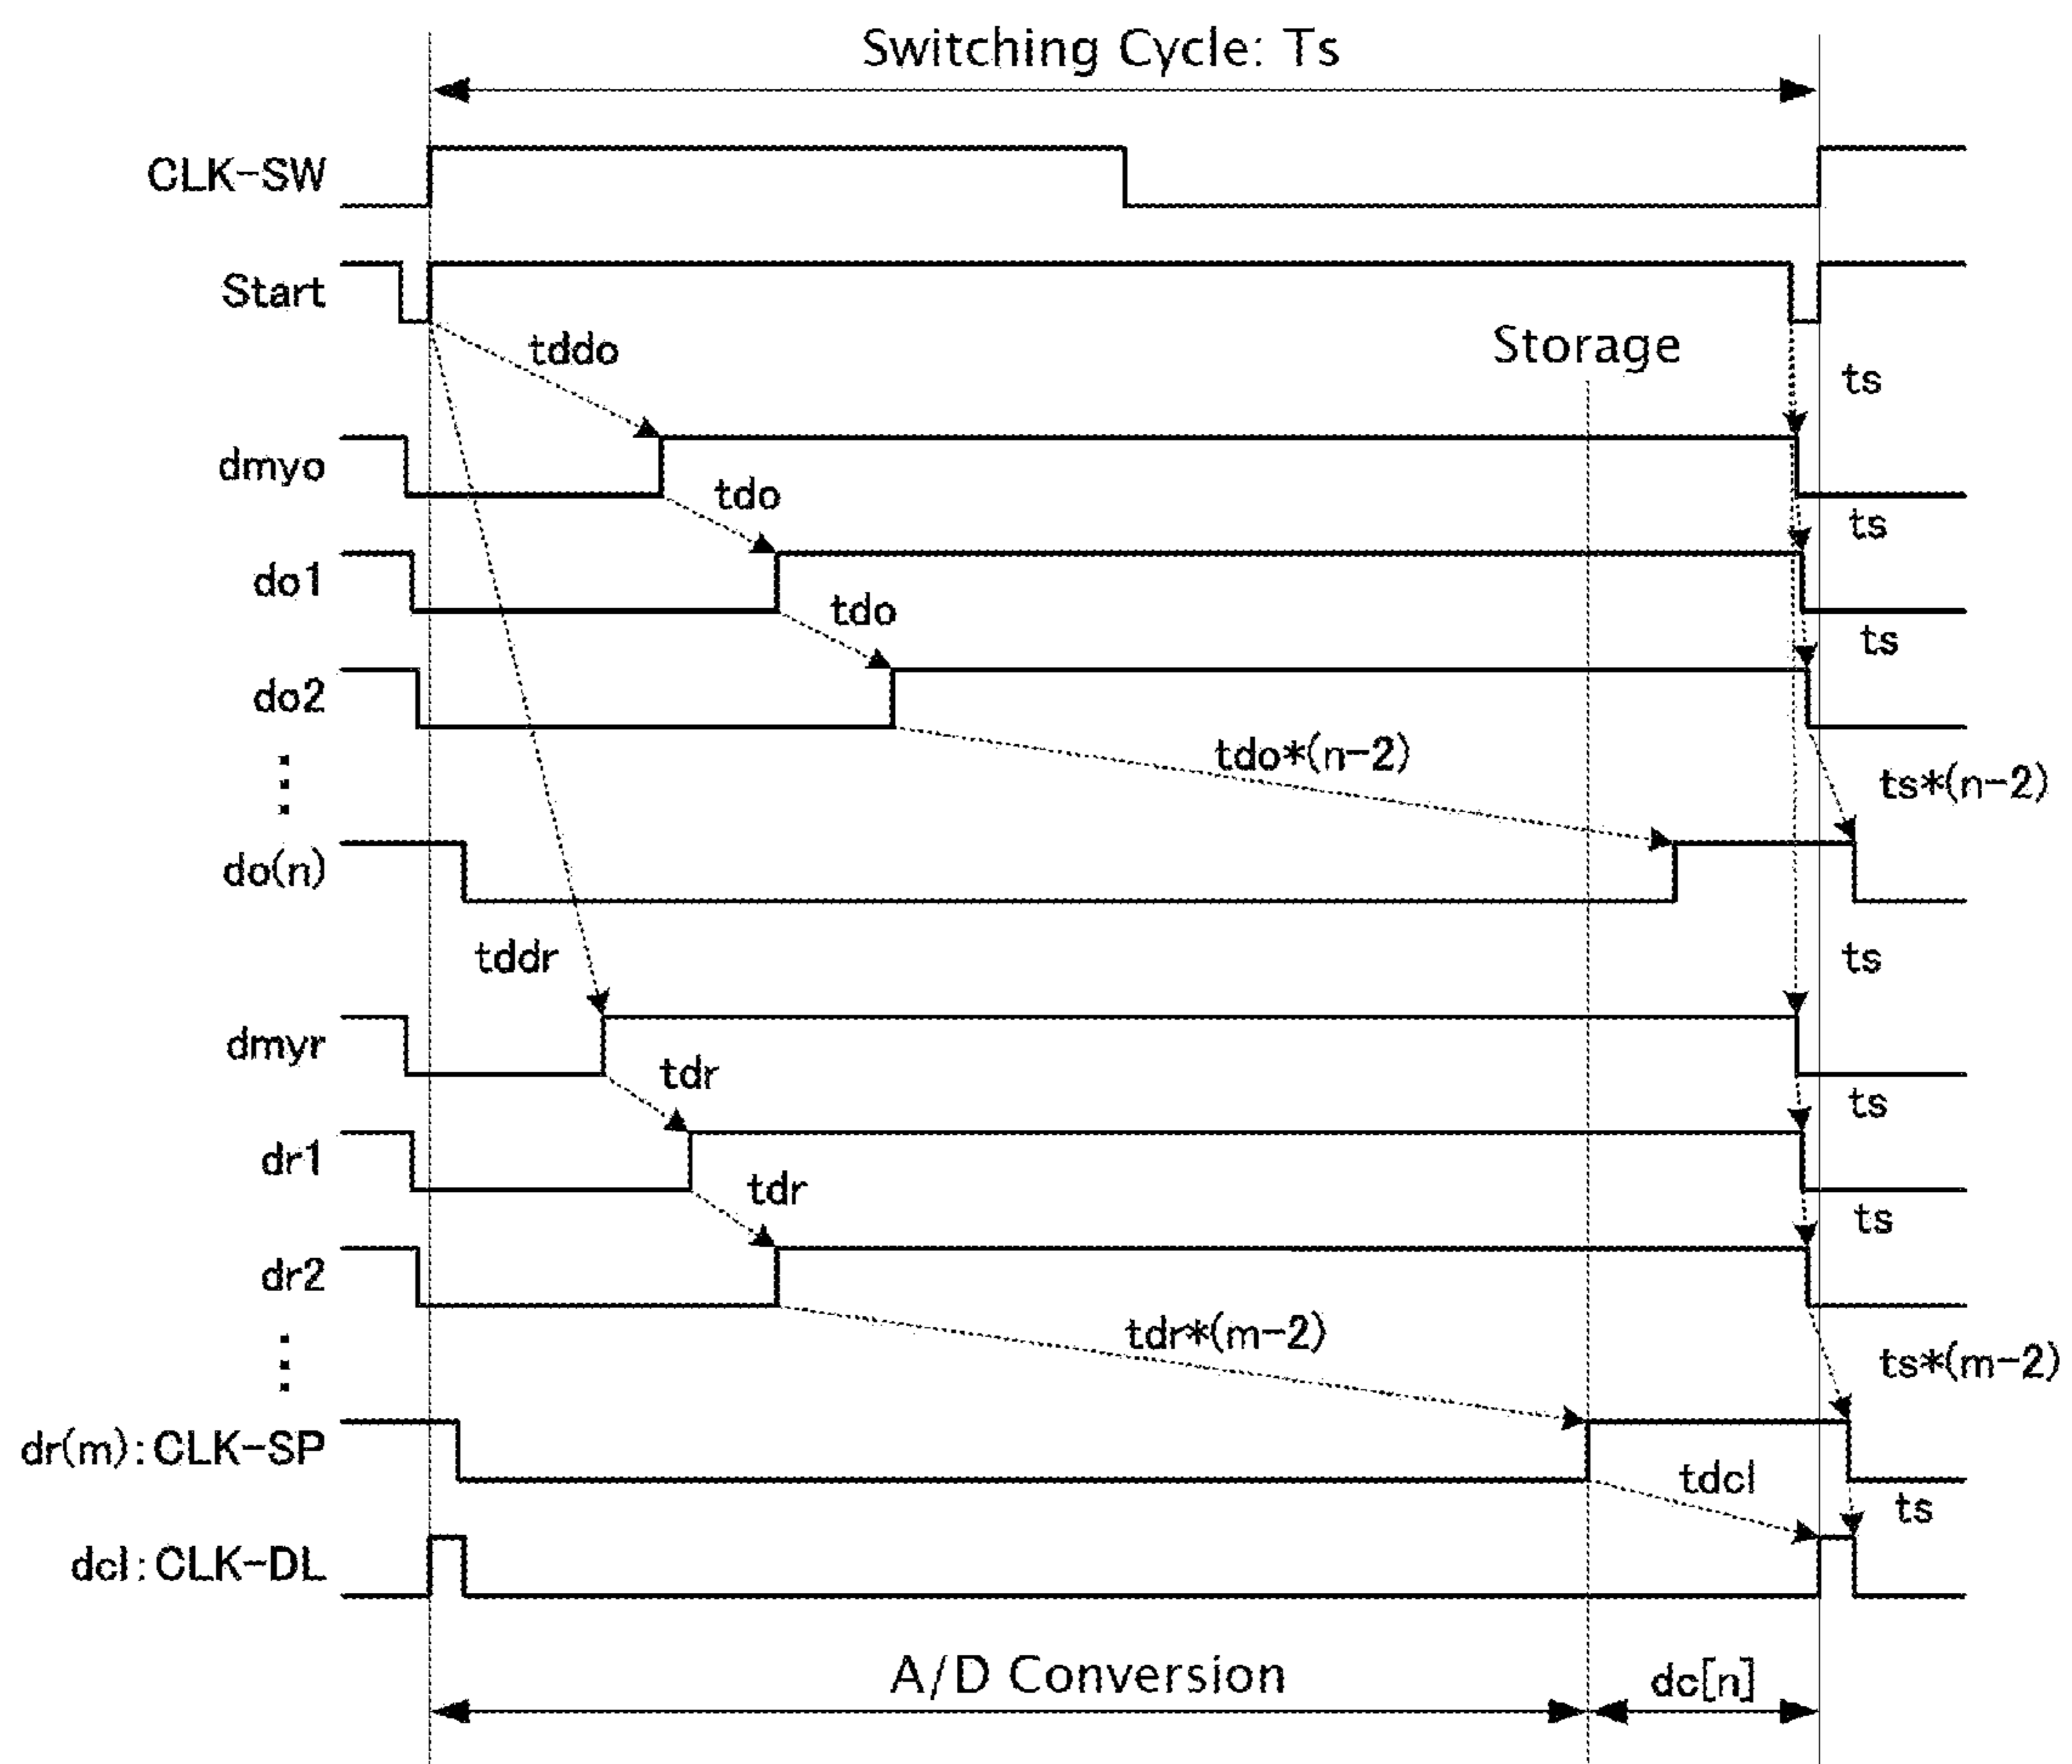 Switching Cycle: Ts
CLK-SW
Start
tddo
Storage
ts
dmyo
tdo
ts
do1
tdo
ts
do2
tdo*(n-2)
ts*(n-2)
do(n)
tddr
ts
dmyr
tdr
ts
dr1
tdr
ts
dr2
tdr*(m-2)
ts*(m-2)
dr(m):CLK-SP
tdcl
ts
dcl:CLK-DL
A/D Conversion
dc[n]